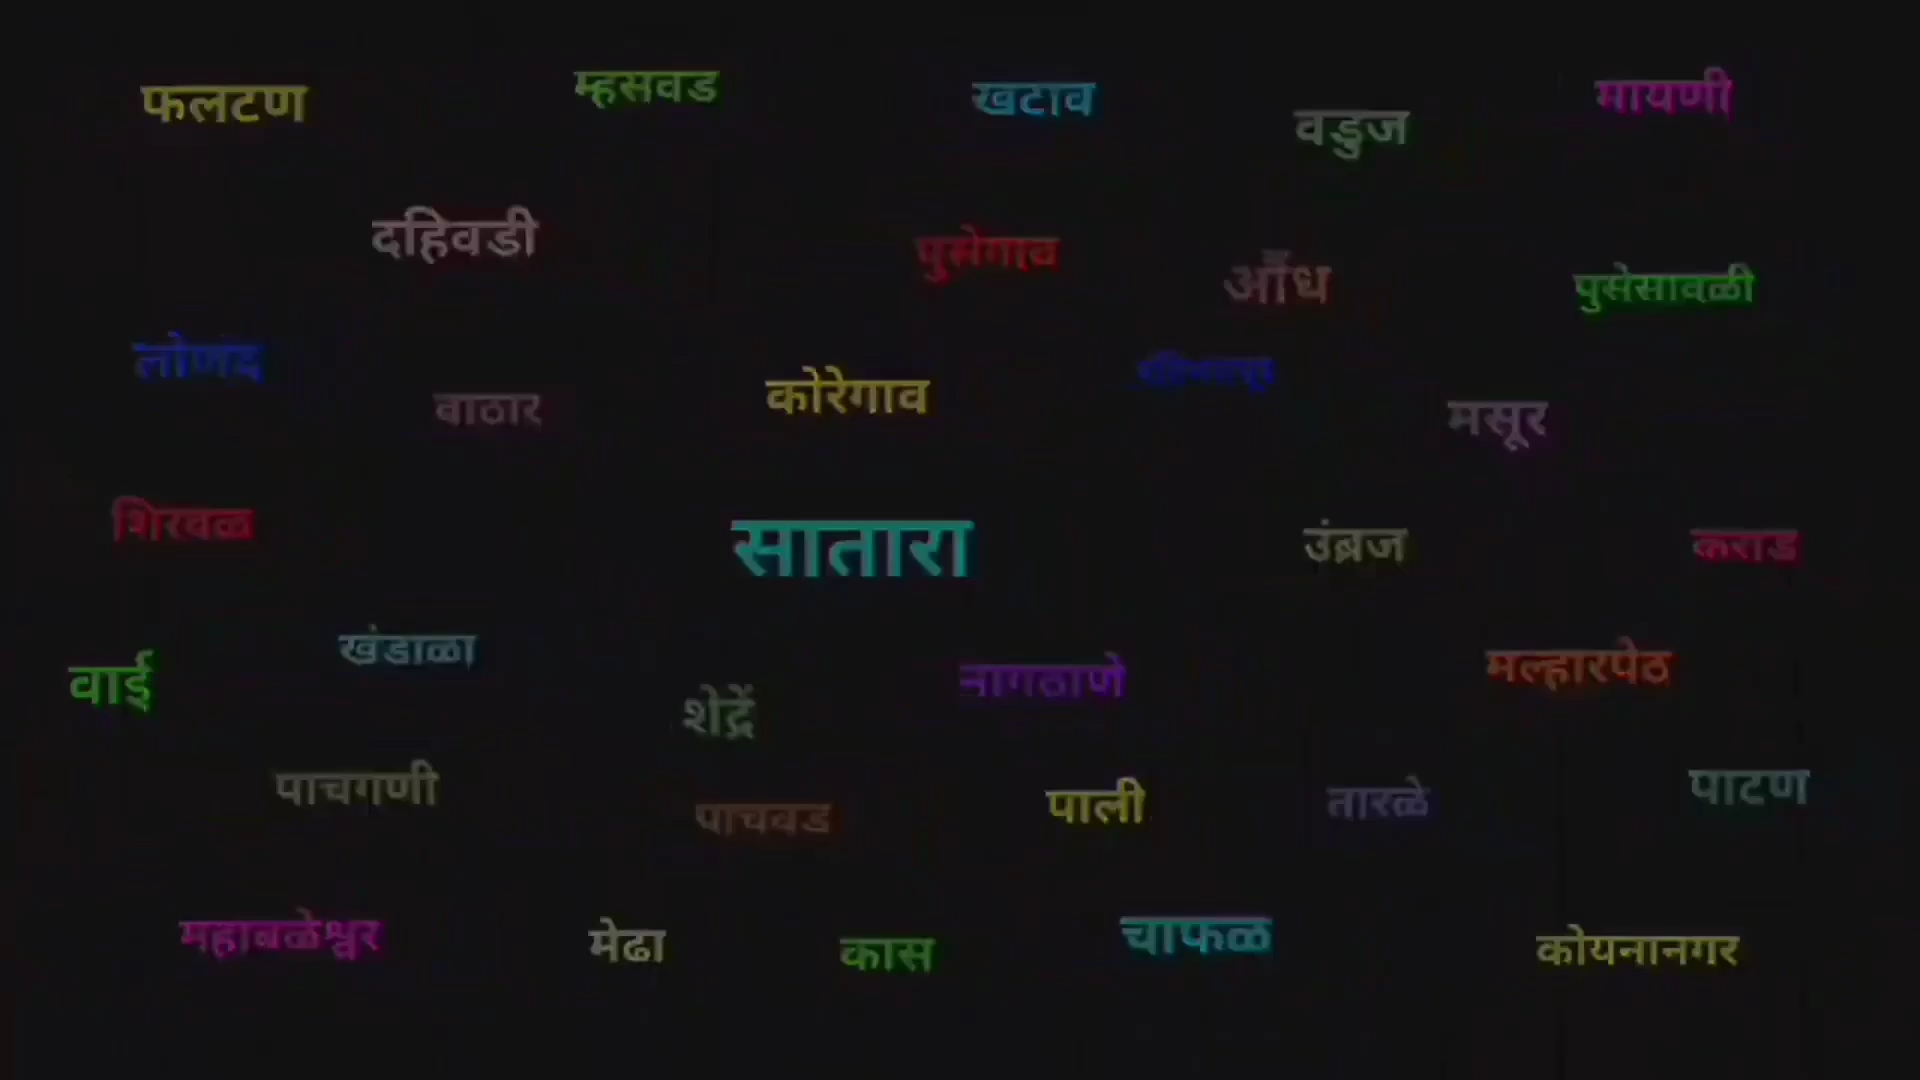 फलटण
म्हसवड
खटाव
वडुज
मायणी
दहिवडी
पुसेगाव
औंध
पुसेसावळी
लोणंद
वाठार
कोरेगाव
मसूर
शिरवळ
सातारा
उंब्रज
कराड
वाई
खंडाळा
शेद्रें
नागठाणे
मल्हारपेठ
पाचगणी
पाचवड
पाली
तारळे
पाटण
महाबळेश्वर
मेढा
कास
चाफळ
कोयनानगर